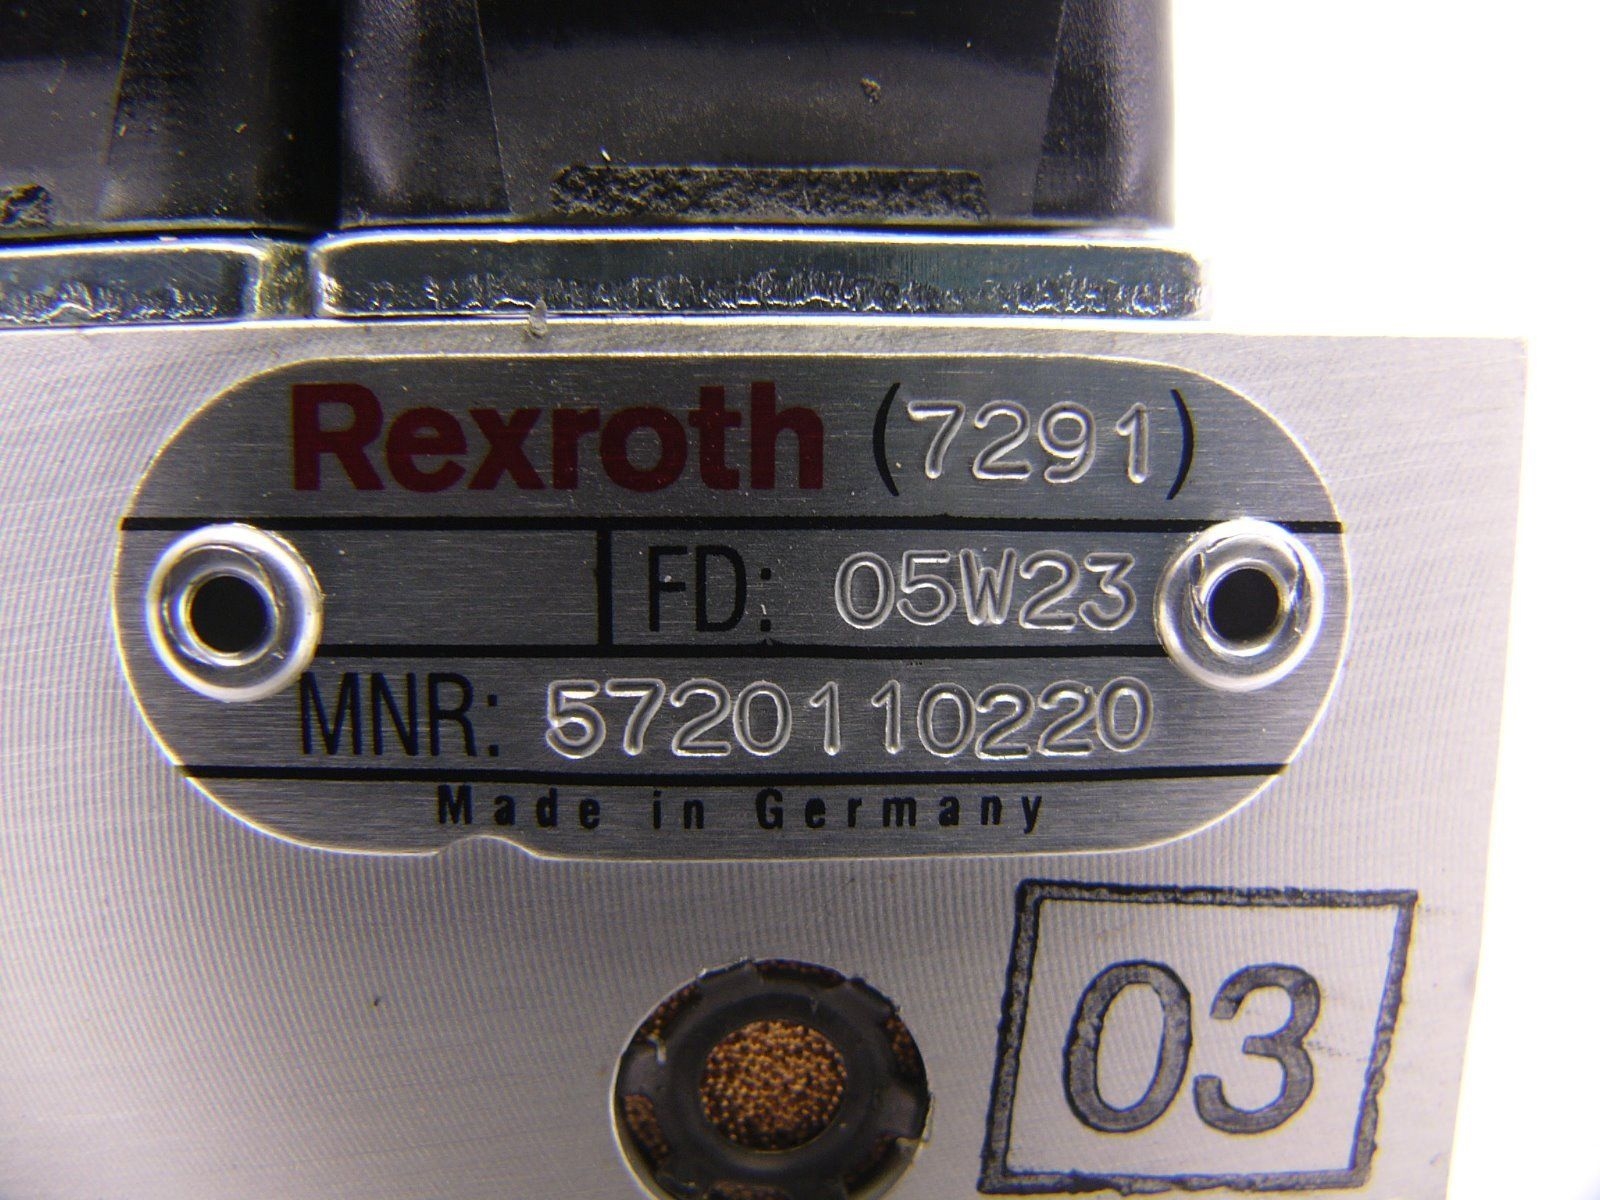 Rexroth (7291)
FD: 05W23
MNR: 5720110220
Made in Germany
03